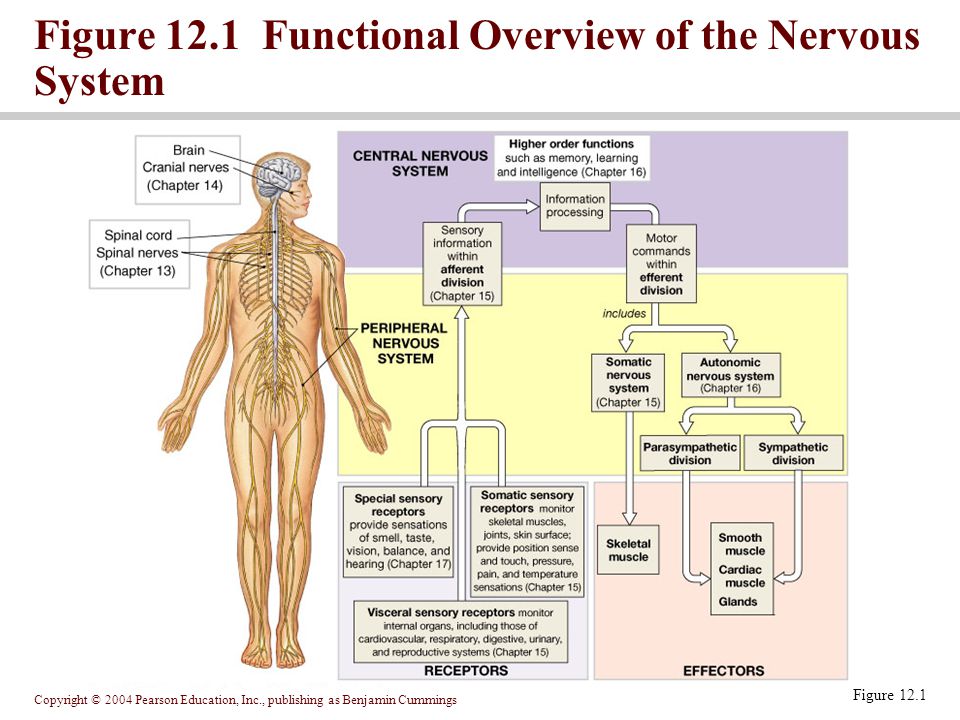 Figure 12.1 Functional Overview of the Nervous
System
Brain
Cranial nerves
(Chapter 14)
Spinal cord
Spinal nerves
(Chapter 13)
CENTRAL NERVOUS
SYSTEM
Higher order functions
such as memory, learning
and intelligence (Chapter 16)
Information
processing
Sensory
information
within
afferent
division
(Chapter 15)
Motor
commands
within
efferent
division
includes
PERIPHERAL
NERVOUS
SYSTEM
Somatic
nervous
system
(Chapter 15)
Autonomic
nervous system
(Chapter 16)
Parasympathetic
division
Sympathetic
division
Special sensory
receptors
provide sensations
of smell, taste,
vision, balance, and
hearing (Chapter 17)
Somatic sensory
receptors monitor
skeletal muscles,
joints, skin surface;
provide position sense
and touch, pressure,
pain, and temperature
sensations (Chapter 15)
Visceral sensory receptors monitor
internal organs, including those of
cardiovascular, respiratory, digestive, urinary,
and reproductive systems (Chapter 15)
RECEPTORS
Skeletal
muscle
Smooth
muscle
Cardiac
muscle
Glands
EFFECTORS
Copyright © 2004 Pearson Education, Inc., publishing as Benjamin Cummings
Figure 12.1